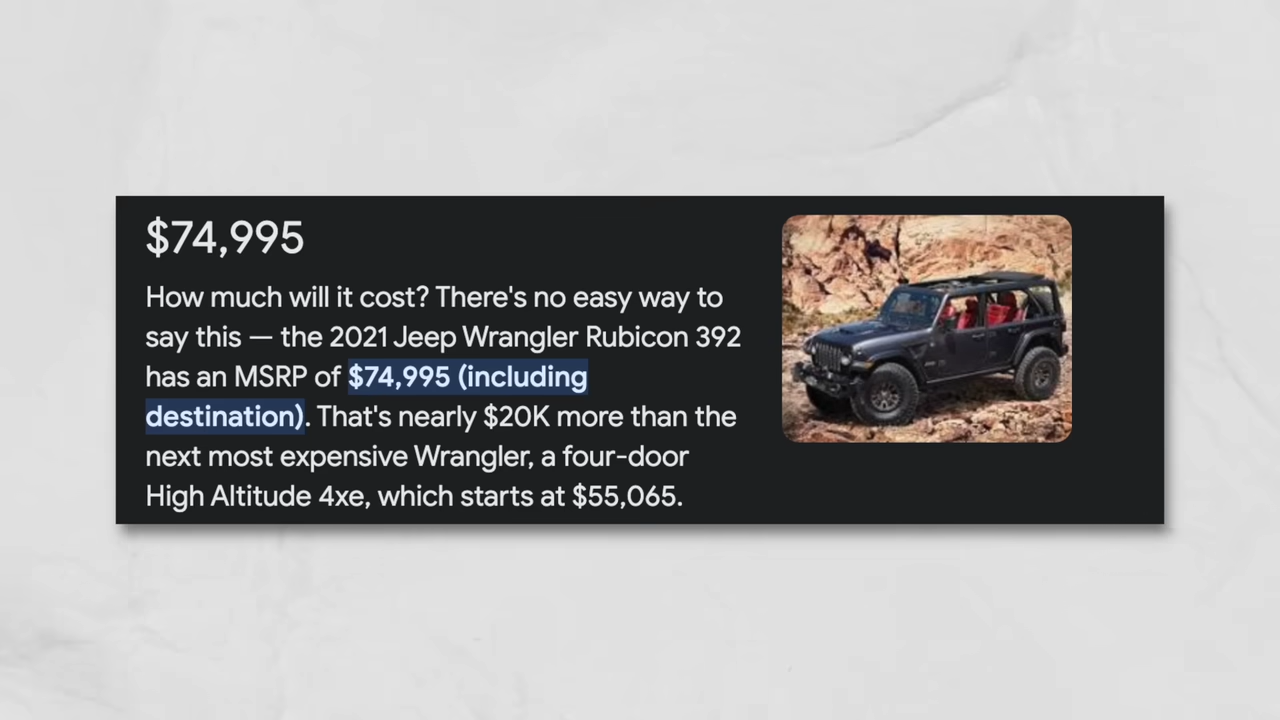 $74,995
How much will it cost? There's no easy way to
say this — the 2021 Jeep Wrangler Rubicon 392
has an MSRP of $74,995 (including
destination). That's nearly $20K more than the
next most expensive Wrangler, a four-door
High Altitude 4xe, which starts at $55,065.